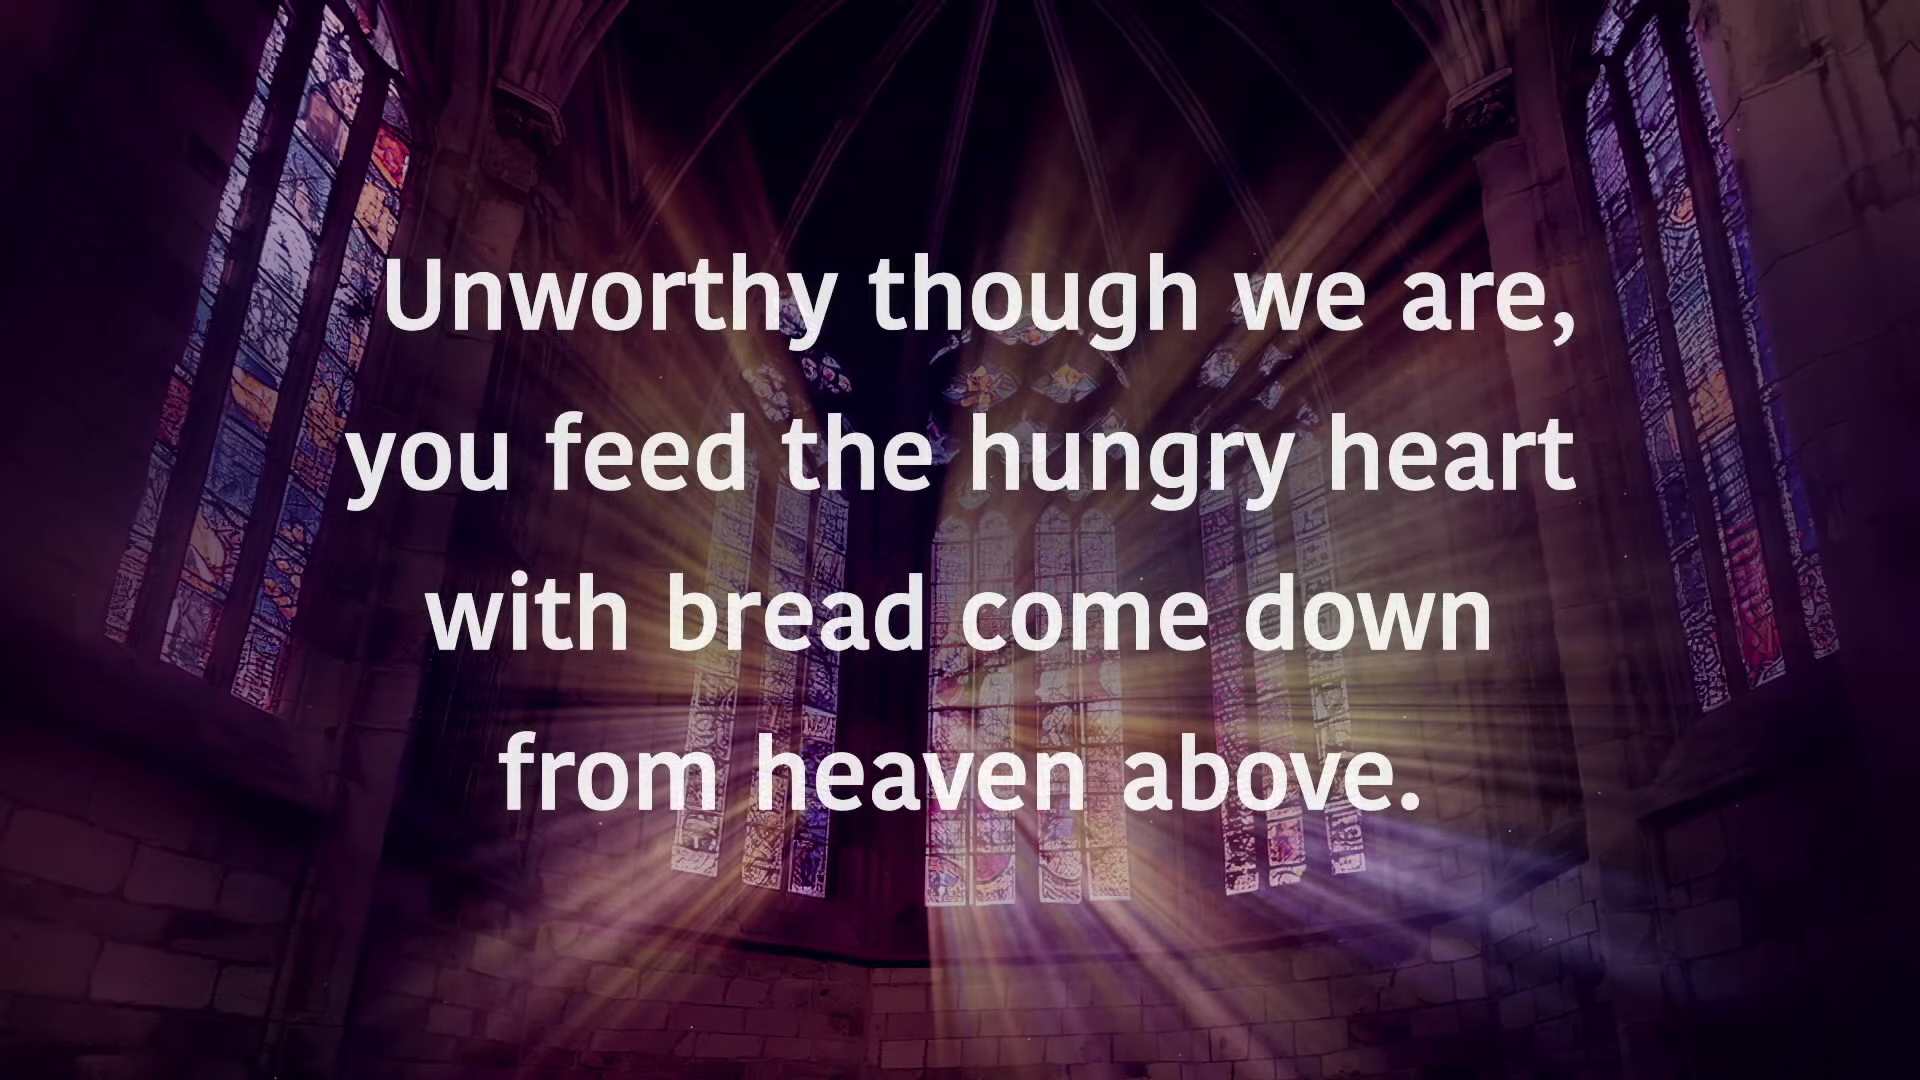 Unworthy though we are,
you feed the hungry heart
with bread come down
from heaven above.